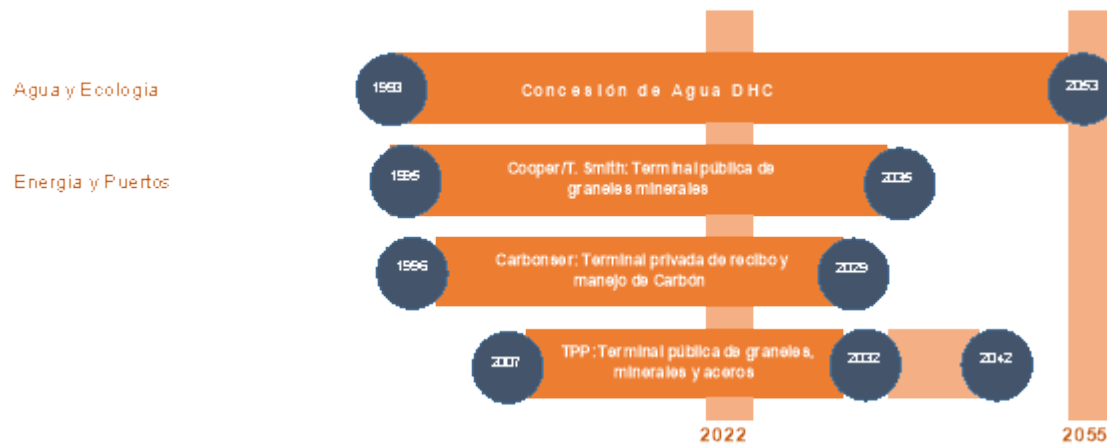 Agua y Ecología
1993
Concesión de Agua DHC
2053
Energía y Puertos
1995
Cooper/T. Smith: Terminal pública de
graneles minerales
2035
1996
Carbonser: Terminal privada de recibo y
manejo de Carbón
2029
2007
TPP: Terminal pública de graneles,
minerales y aceros
2032
2042
2022
2055